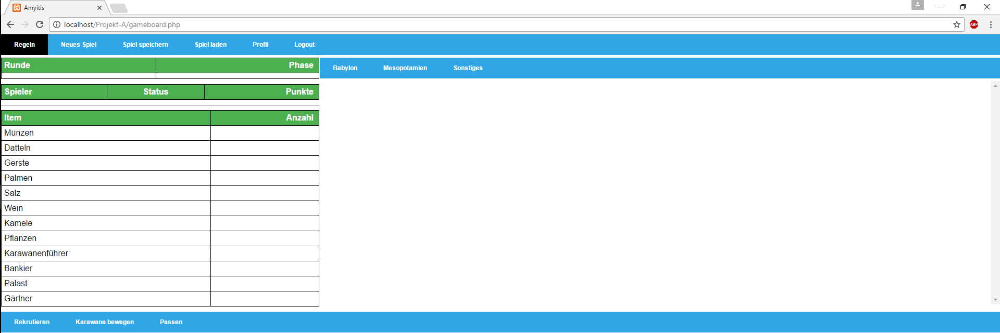 Amyitis
localhost/Projekt-A/gameboard.php
ABP
Regeln Neues Spiel Spiel speichern Spiel laden Profil Logout
Runde Phase
Babylon Mesopotamien Sonstiges
Spieler Status Punkte
Item Anzahl
Münzen
Datteln
Gerste
Palmen
Salz
Wein
Kamele
Pflanzen
Karawanenführer
Bankier
Palast
Gärtner
Rekrutieren Karawane bewegen Passen